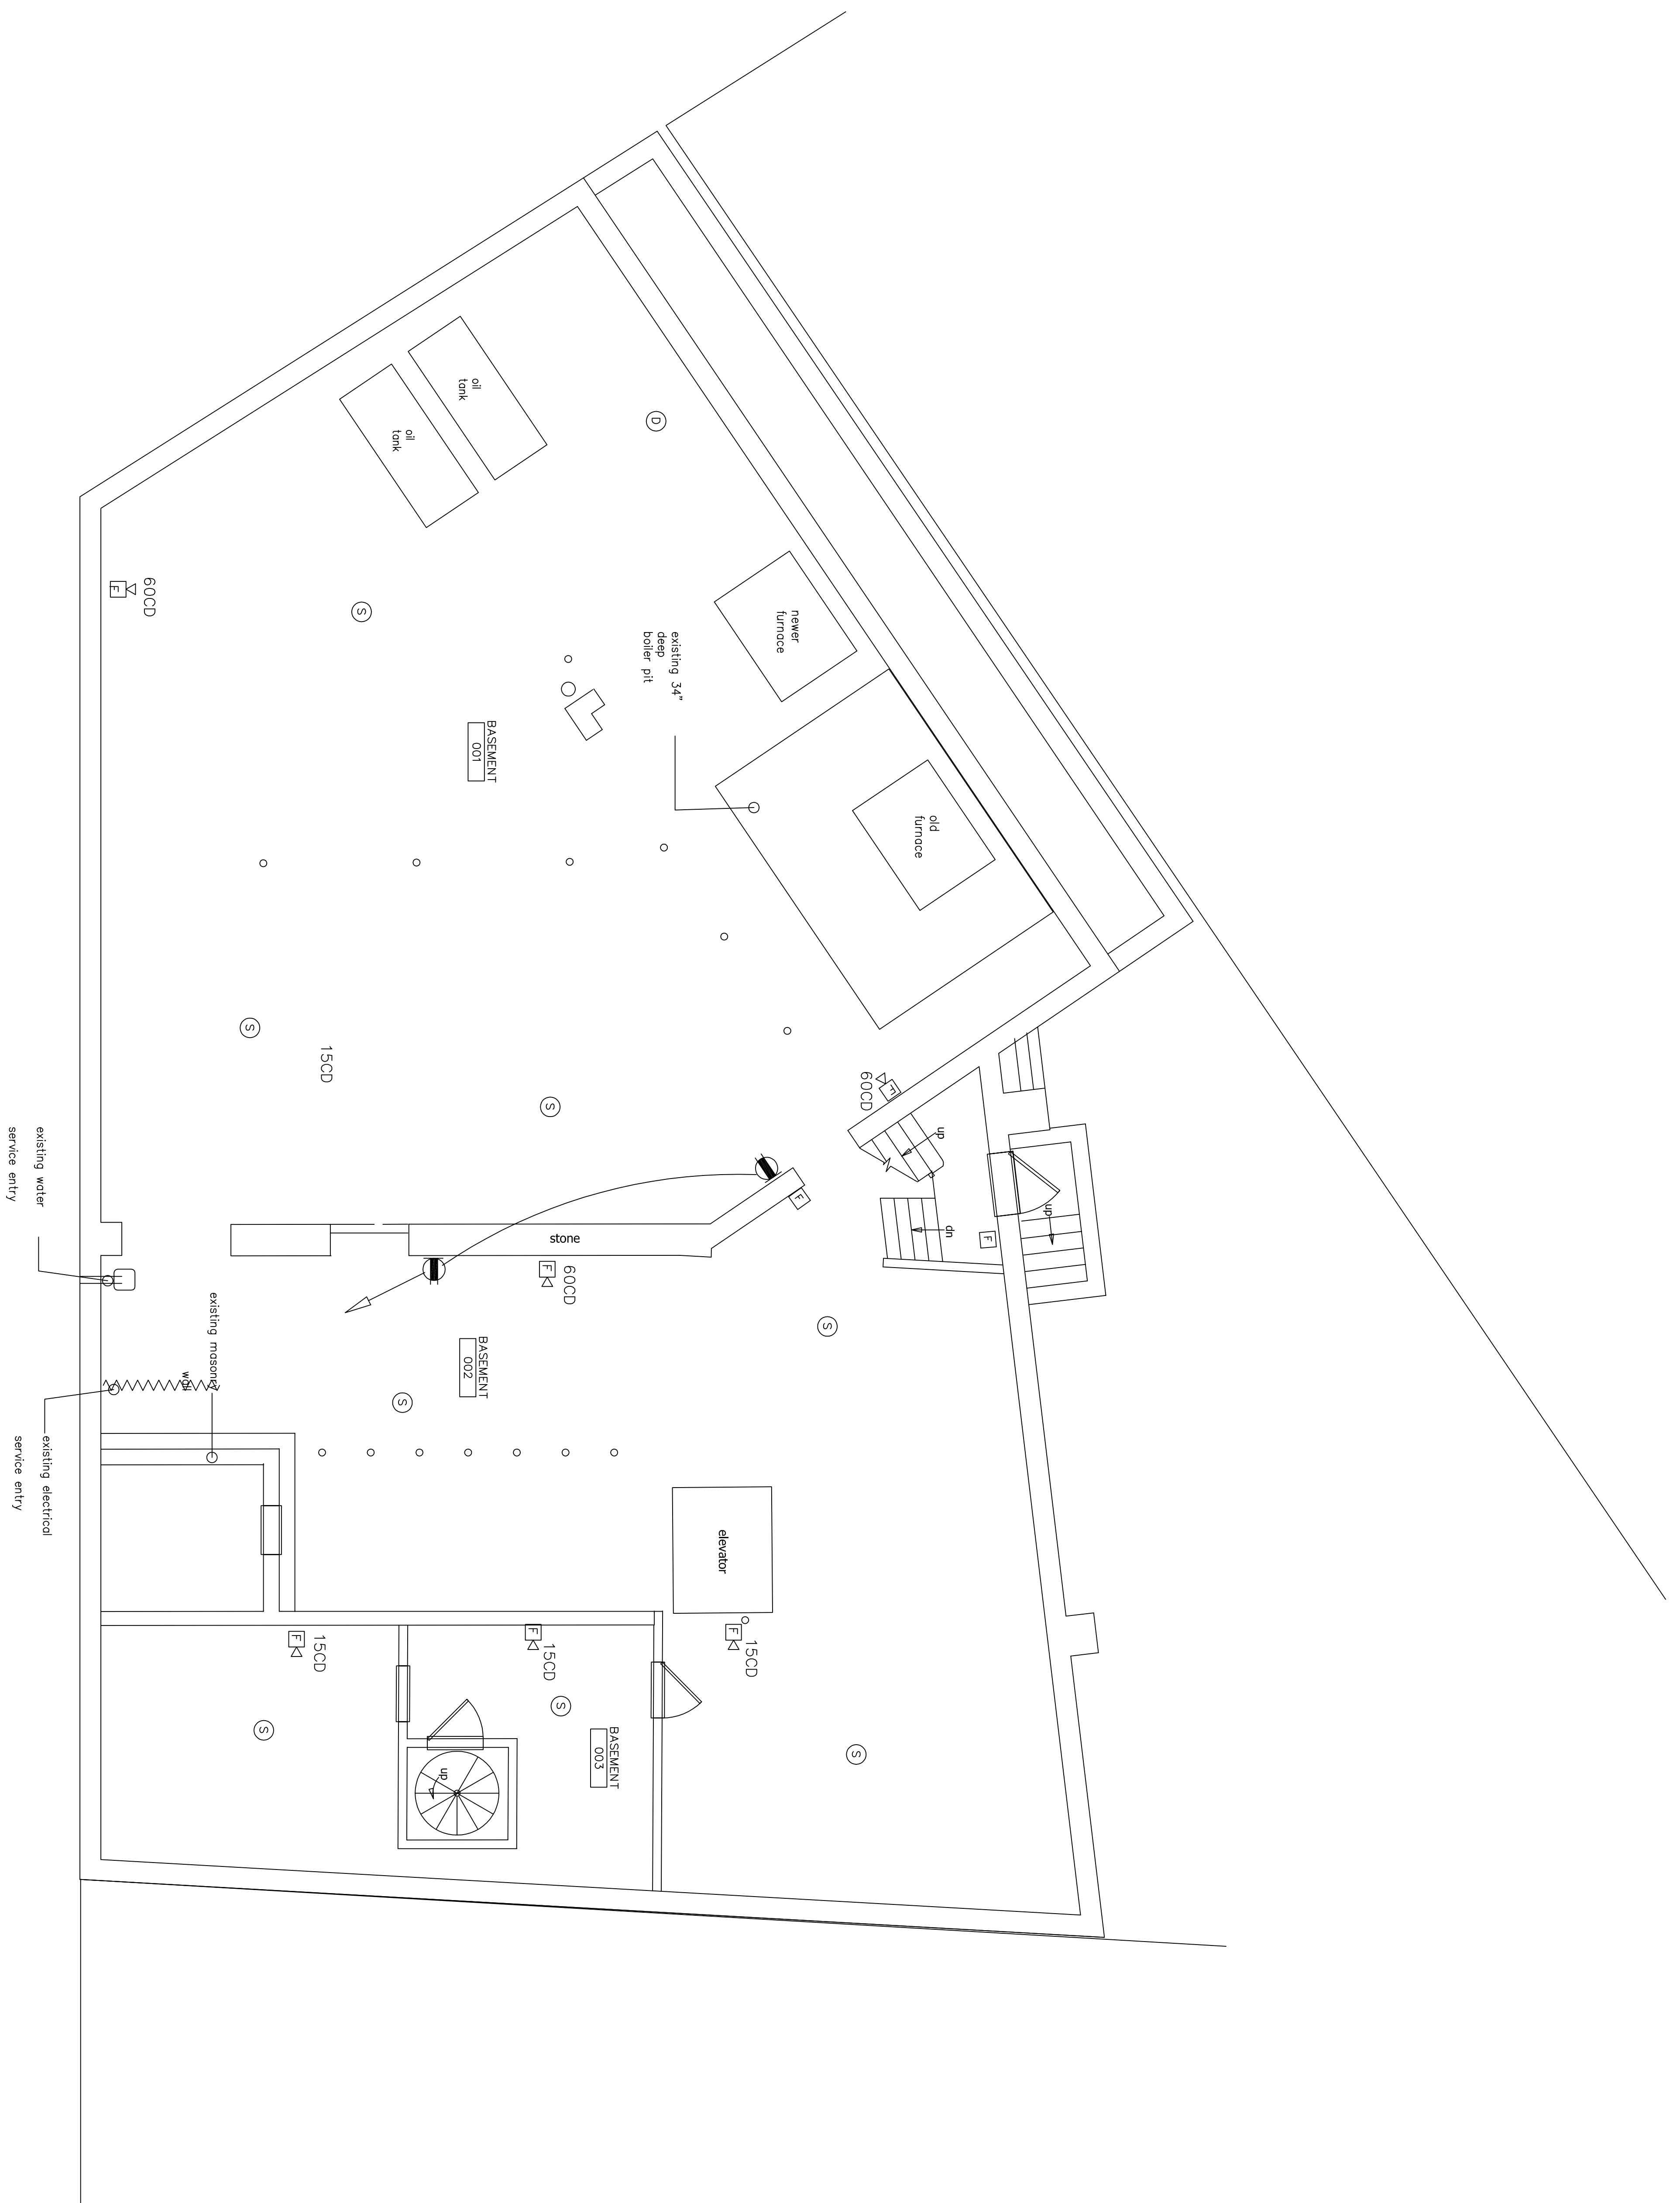 oil
tank
oil
tank
D
60CD
F
S
newer
furnace
existing 34"
deep
boiler pit
BASEMENT
001
old
furnace
S
15CD
S
60CD
F
up
up
dn
F
F
stone
60CD
F
existing water
service entry
existing masonry
wall
existing electrical
service entry
BASEMENT
002
S
S
elevator
15CD
F
15CD
F
15CD
F
S
S
S
BASEMENT
003
up